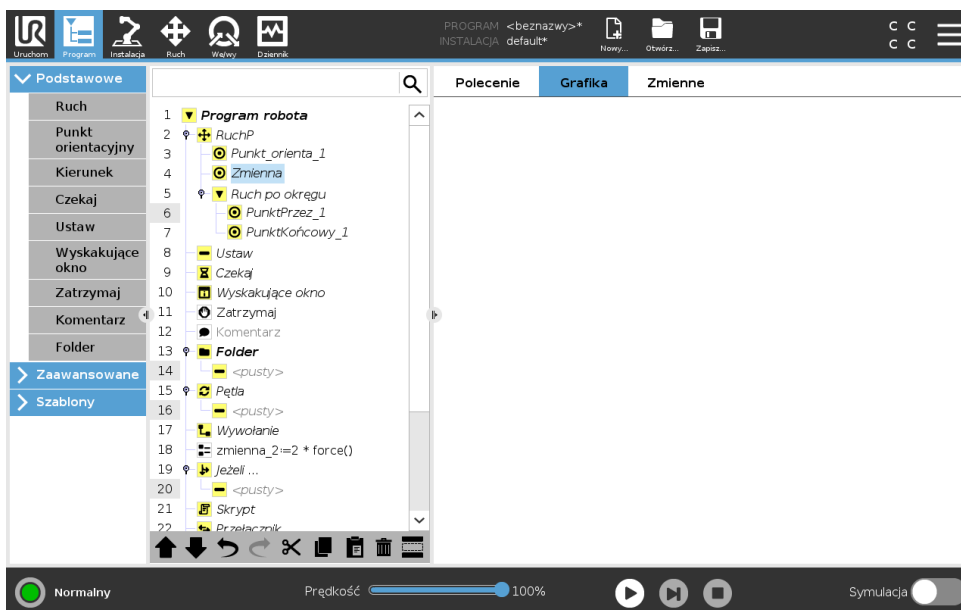 UR
PROGRAM <beznazwy>*
INSTALACJA default*
Uruchom Program Instalacja Ruch We/wy Dziennik
Nowy... Otwórz... Zapisz...
C C
C C
Podstawowe
Ruch
Punkt
orientacyjny
Kierunek
Czekaj
Ustaw
Wyskakujące
okno
Zatrzymaj
Komentarz
Folder
Zaawansowane
Szablony
1 Program robota
2 RuchP
3 Punkt_orienta_1
4 Zmienna
5 Ruch po okręgu
6 PunktPrzez_1
7 PunktKońcowy_1
8 Ustaw
9 Czekaj
10 Wyskakujące okno
11 Zatrzymaj
12 Komentarz
13 Folder
14 <pusty>
15 Pętla
16 <pusty>
17 Wywołanie
18 zmienna_2:=2 * force()
19 Jeżeli ...
20 <pusty>
21 Skrypt
22 Przełącznik
Polecenie Grafika Zmienne
Normalny
Prędkość 100%
Symulacja